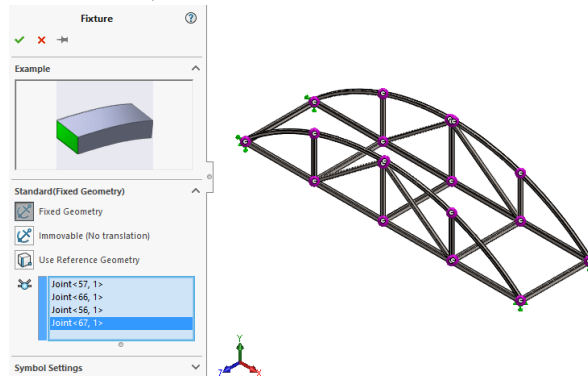 Fixture
Example
Standard(Fixed Geometry)
Fixed Geometry
Immovable (No translation)
Use Reference Geometry
Joint<57, 1>
Joint<66, 1>
Joint<56, 1>
Joint<67, 1>
Symbol Settings
Y
Z
X